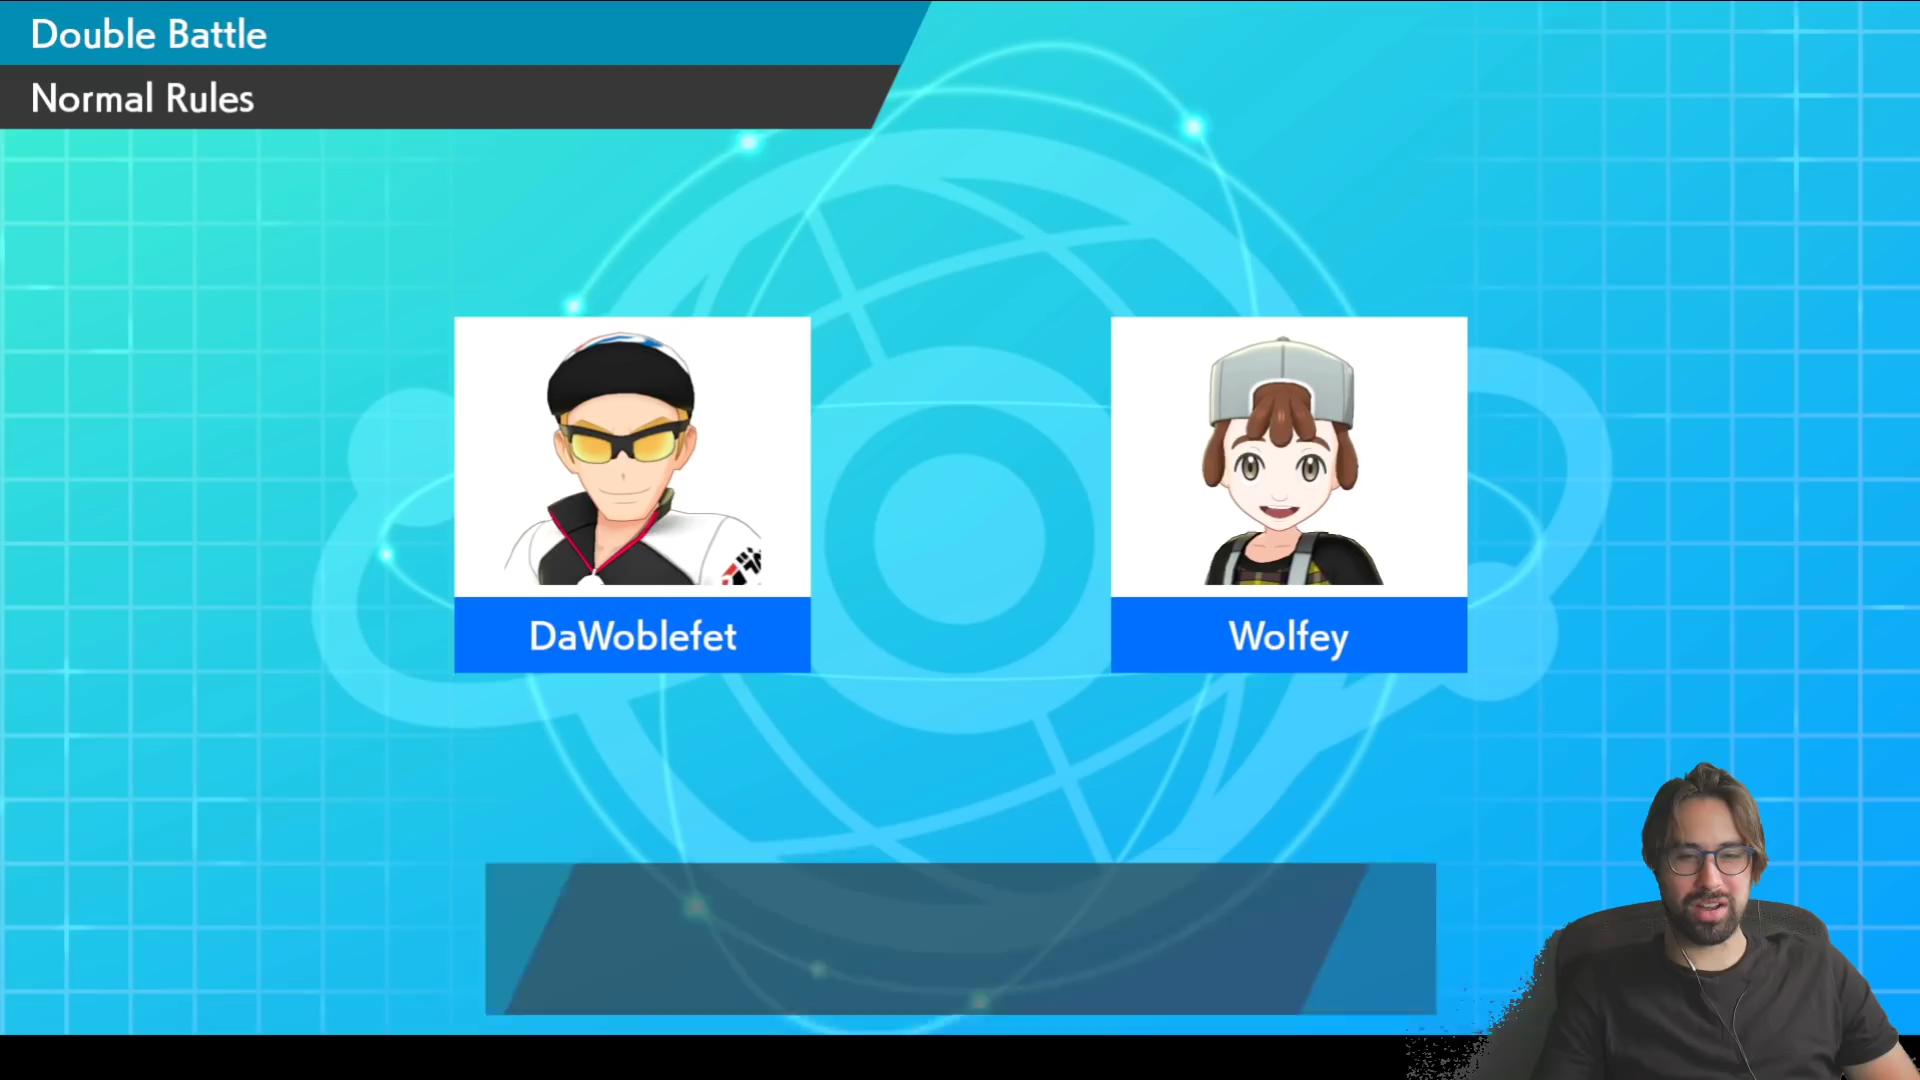 Double Battle
Normal Rules
DaWoblefet
Wolfey